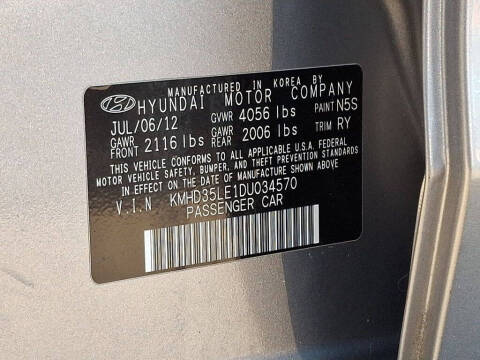 MANUFACTURED IN KOREA BY
HYUNDAI MOTOR COMPANY
JUL/06/12 GVWR 4056 lbs PAINT N5S
GAWR FRONT 2116 lbs GAWR REAR 2006 lbs TRIM RY
THIS VEHICLE CONFORMS TO ALL APPLICABLE U.S.A. FEDERAL
MOTOR VEHICLE SAFETY, BUMPER, AND THEFT PREVENTION STANDARDS
IN EFFECT ON THE DATE OF MANUFACTURE SHOWN ABOVE.
V.I.N KMHD35LE1DU034570
PASSENGER CAR